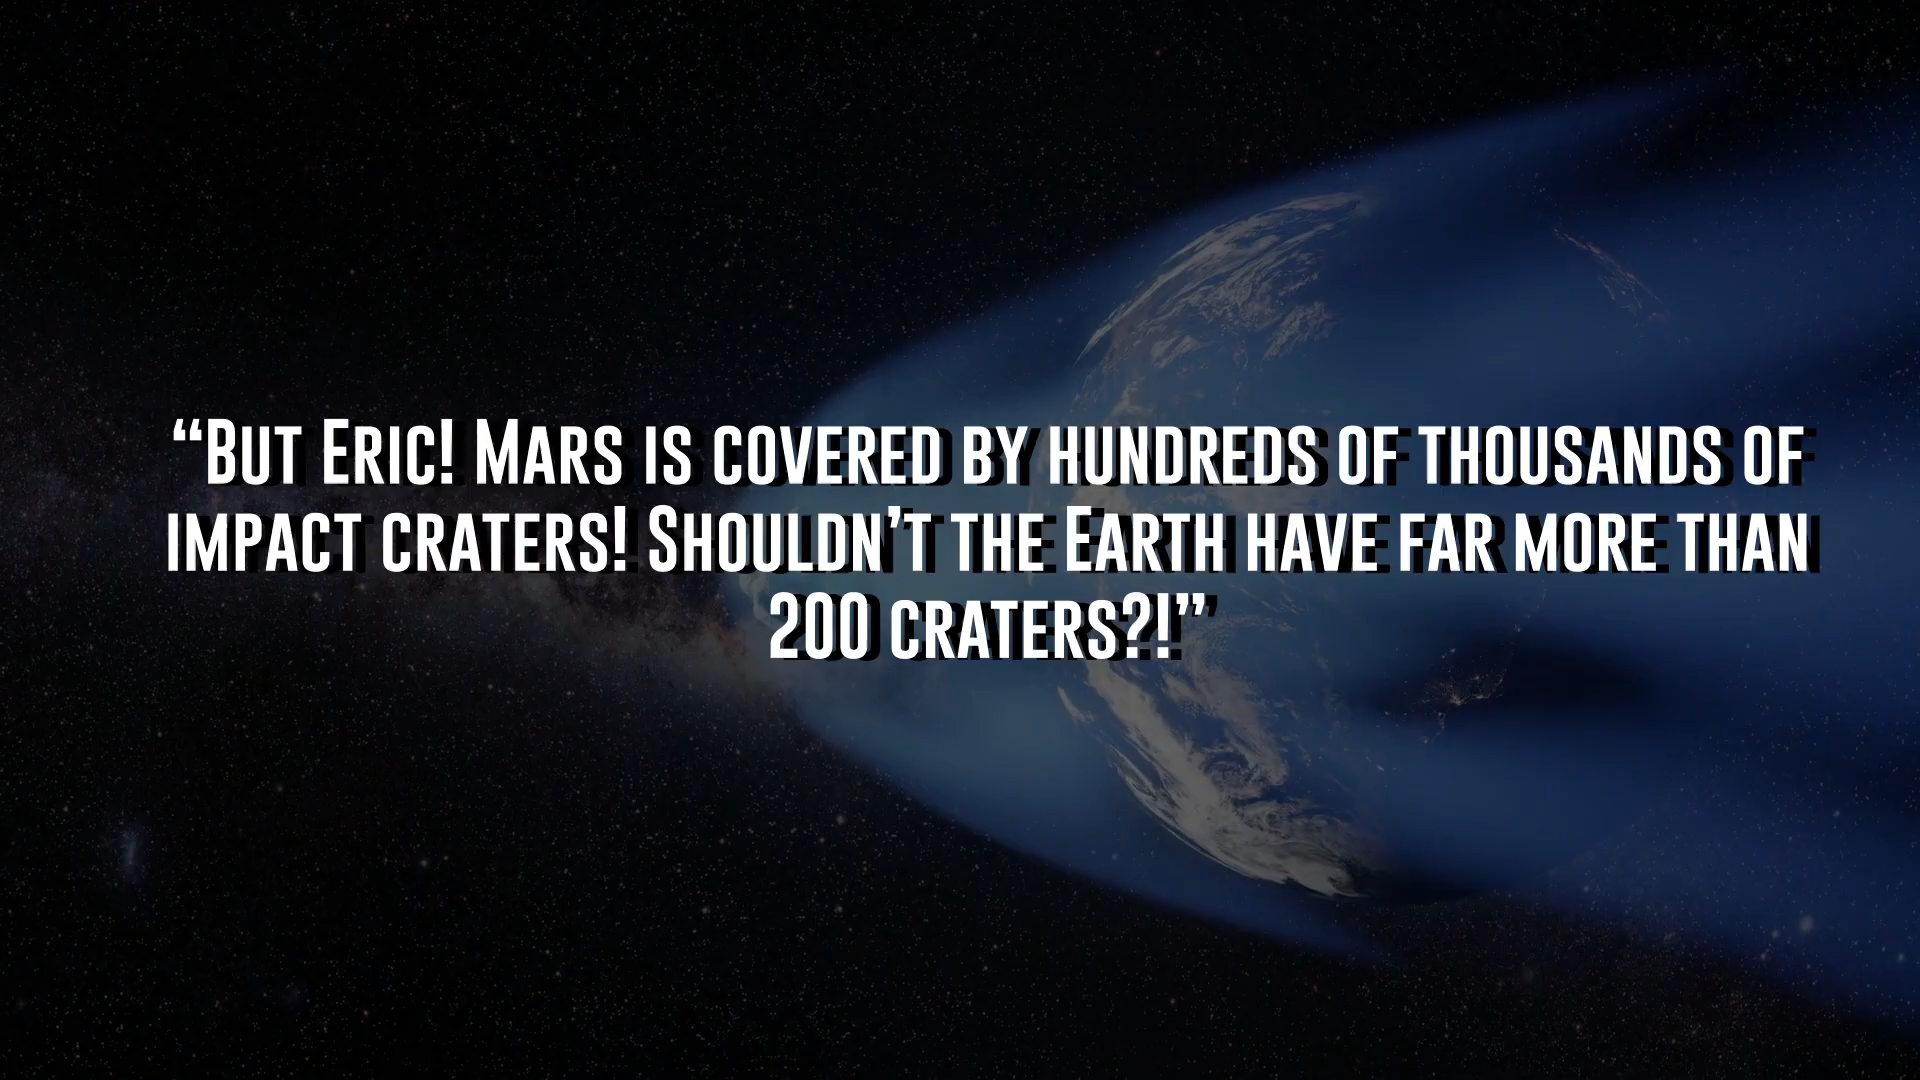 “But Eric! Mars is covered by hundreds of thousands of
impact craters! Shouldn’t the Earth have far more than
200 craters?!”